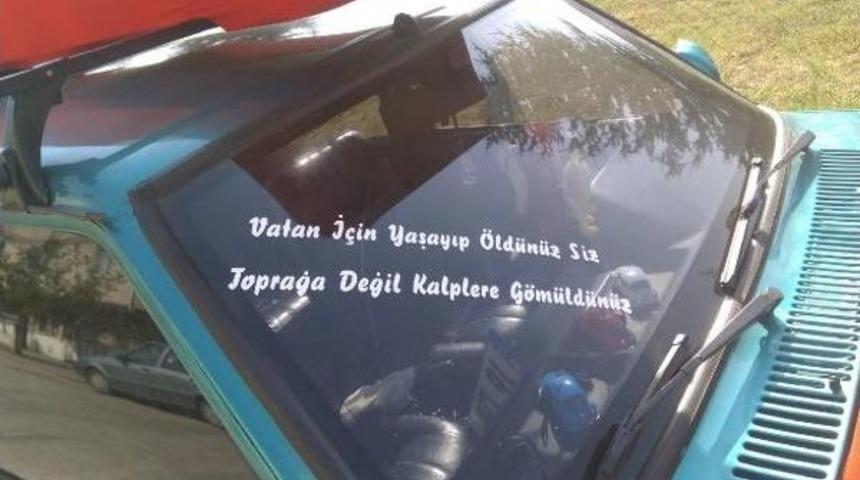 Vatan İçin Yaşayıp Öldünüz Siz
Toprağa Değil Kalplere Gömüldünüz